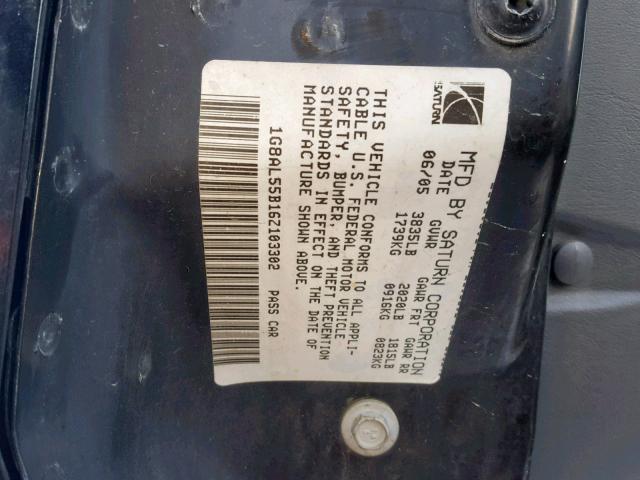 SATURN
MFD BY SATURN CORPORATION
DATE GVWR GAWR FRT GAWR RR
06/05 3835LB 2020LB 1815LB
1739KG 0916KG 0823KG
THIS VEHICLE CONFORMS TO ALL APPLI-
CABLE U.S. FEDERAL MOTOR VEHICLE
SAFETY, BUMPER, AND THEFT PREVENTION
STANDARDS IN EFFECT ON THE DATE OF
MANUFACTURE SHOWN ABOVE.
1G8AL55B16Z103302 PASS CAR